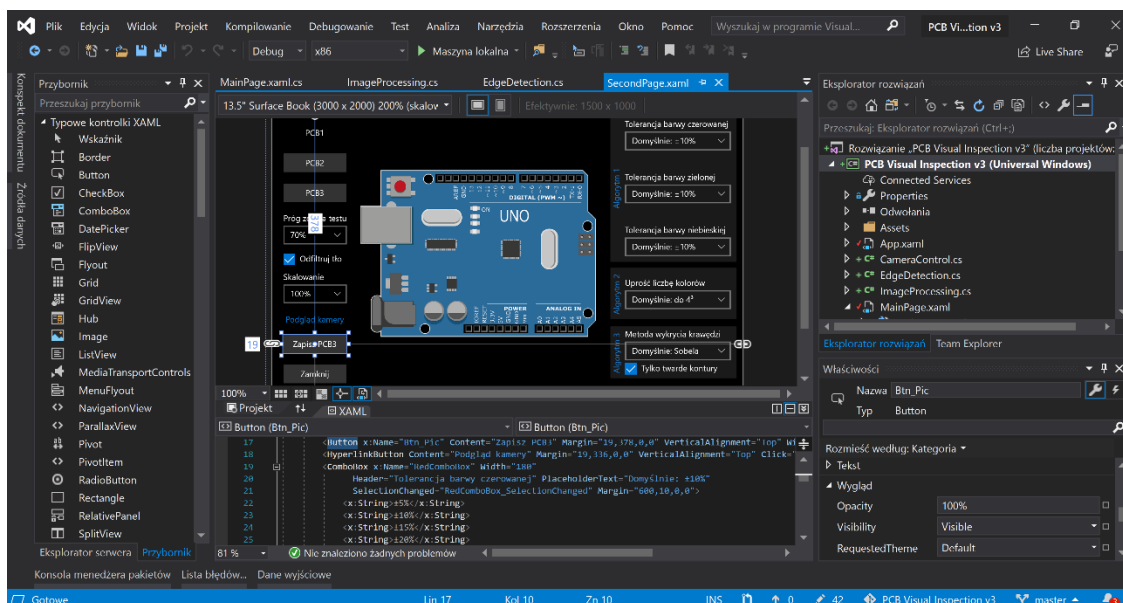 Plik Edycja Widok Projekt Kompilowanie Debugowanie Test Analiza Narzędzia Rozszerzenia Okno Pomoc Wyszukaj w programie Visual... PCB Vi...tion v3
Debug x86 Maszyna lokalna Live Share
Konspekt dokumentu
Źródła danych
Przybornik
Przeszukaj przybornik
Typowe kontrolki XAML
Wskaźnik
Border
Button
CheckBox
ComboBox
DatePicker
FlipView
Flyout
Grid
GridView
Hub
Image
ListView
MediaTransportControls
MenuFlyout
NavigationView
ParallaxView
Pivot
PivotItem
RadioButton
Rectangle
RelativePanel
SplitView
Eksplorator serwera Przybornik
MainPage.xaml.cs ImageProcessing.cs EdgeDetection.cs SecondPage.xaml
13.5" Surface Book (3000 x 2000) 200% (skalow Efektywnie: 1500 x 1000
PCB1
PCB2
PCB3
Próg za a testu
378
70%
Odfiltruj tło
Skalowanie
100%
Podgląd kamery
19
Zapisz PCB3
Zamknij
DIGITAL (PWM ~)
ON
UNO
POWER
ANALOG IN
Tolerancja barwy czerowanej
Domyślnie: ±10%
Algorytm 1
Tolerancja barwy zielonej
Domyślnie: ±10%
Tolerancja barwy niebieskiej
Domyślnie: ±10%
Algorytm 2
Uprość liczbę kolorów
Domyślnie: do 4³
Algorytm 3
Metoda wykrycia krawędzi
Domyślnie: Sobela
Tylko twarde kontury
100%
Projekt XAML
Button (Btn_Pic) Button (Btn_Pic)
17 <Button x:Name="Btn_Pic" Content="Zapisz PCB3" Margin="19,378,0,0" VerticalAlignment="Top" Wi
18 <HyperlinkButton Content="Podgląd kamery" Margin="19,336,0,0" VerticalAlignment="Top" Click="
19 <ComboBox x:Name="RedComboBox" Width="180"
20 Header="Tolerancja barwy czerowanej" PlaceholderText="Domyślnie: ±10%"
21 SelectionChanged="RedComboBox_SelectionChanged" Margin="600,10,0,0">
22 <x:String>±5%</x:String>
23 <x:String>±10%</x:String>
24 <x:String>±15%</x:String>
25 <x:String>±20%</x:String>
81 % Nie znaleziono żadnych problemów
Eksplorator rozwiązań
Przeszukaj: Eksplorator rozwiązań (Ctrl+;)
Rozwiązanie „PCB Visual Inspection v3” (liczba projektów:
PCB Visual Inspection v3 (Universal Windows)
Connected Services
Properties
Odwołania
Assets
App.xaml
CameraControl.cs
EdgeDetection.cs
ImageProcessing.cs
MainPage.xaml
Eksplorator rozwiązań Team Explorer
Właściwości
Nazwa Btn_Pic
Typ Button
Rozmieść według: Kategoria
Tekst
Wygląd
Opacity 100%
Visibility Visible
RequestedTheme Default
Konsola menedżera pakietów Lista błędów... Dane wyjściowe
Gotowe Lin 17 Kol 10 Zn 10 INS 0 42 PCB Visual Inspection v3 master